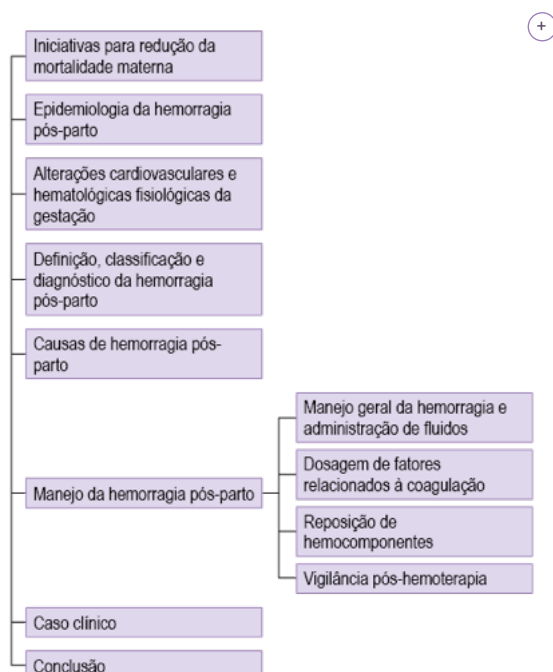 +
Iniciativas para redução da
mortalidade materna
Epidemiologia da hemorragia
pós-parto
Alterações cardiovasculares e
hematológicas fisiológicas da
gestação
Definição, classificação e
diagnóstico da hemorragia
pós-parto
Causas de hemorragia pós-
parto
Manejo da hemorragia pós-parto
Manejo geral da hemorragia e
administração de fluidos
Dosagem de fatores
relacionados à coagulação
Reposição de
hemocomponentes
Vigilância pós-hemoterapia
Caso clínico
Conclusão